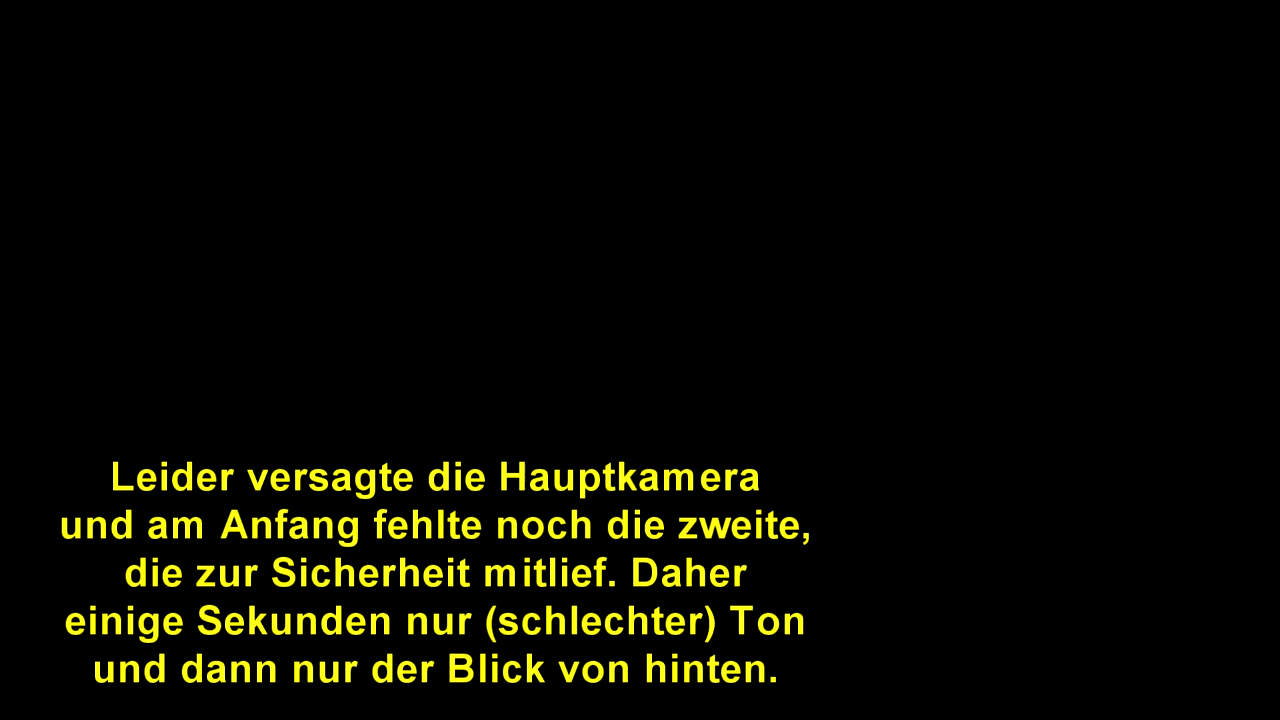 Leider versagte die Hauptkamera
und am Anfang fehlte noch die zweite,
die zur Sicherheit mitlief. Daher
einige Sekunden nur (schlechter) Ton
und dann nur der Blick von hinten.